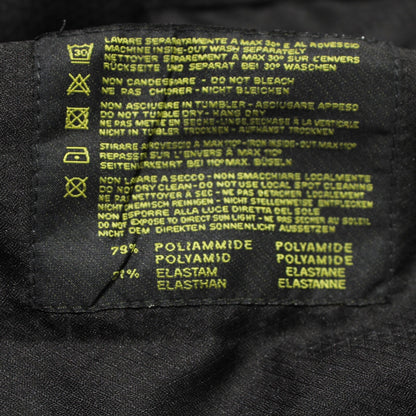 30
LAVARE SEPARATAMENTE A MAX 30° E AL ROVESCIO
MACHINE INSIDE-OUT WASH SEPARATELY
NETTOYER SEPAREMENT A MAX 30° SUR L'ENVERS
RÜCKSEITE UND SEPARAT BEI 30° WASCHEN
NON CANDEGGARE - DO NOT BLEACH
NE PAS CHLORER - NICHT BLEICHEN
NON ASCIUGARE IN TUMBLER - ASCIUGARE APPESO
DO NOT TUMBLE DRY - HANG DRY
NE PAS METTRE EN SÈCHE-LINGE SÉCHAGE À LA VERTICALE
NICHT IN TUMBLER TROCKNEN - AUFHÄNGT TROCKNEN
STIRARE A ROVESCIO A MAX 110° IRON INSIDE-OUT MAX 110°
REPASSER SUR L'ENVERS A MAX 110°
SEITENVERKEHRT BEI 110° MAX. BÜGELN
NON LAVARE A SECCO - NON SMACCHIARE LOCALMENTE
DO NOT DRY CLEAN - DO NOT USE LOCAL SPOT CLEANING
NE PAS NETTOYER A SEC - NE PAS DÉTACHER LOCALEMENT
NICHT CHEMISCH REINIGEN - NICHT STELLENWEISE ENTFLECKEN
NON ESPORRE ALLA LUCE DIRETTA DEL SOLE
DO NOT EXPOSE TO DIRECT SUN LIGHT - NE PAS EXPOSER AU SOLEIL
NICHT DEM DIREKTEN SONNENLICHT AUSSETZEN
79% POLIAMMIDE POLYAMIDE
POLYAMID POLYAMIDE
21% ELASTAM ELASTANE
ELASTHAN ELASTHANNE